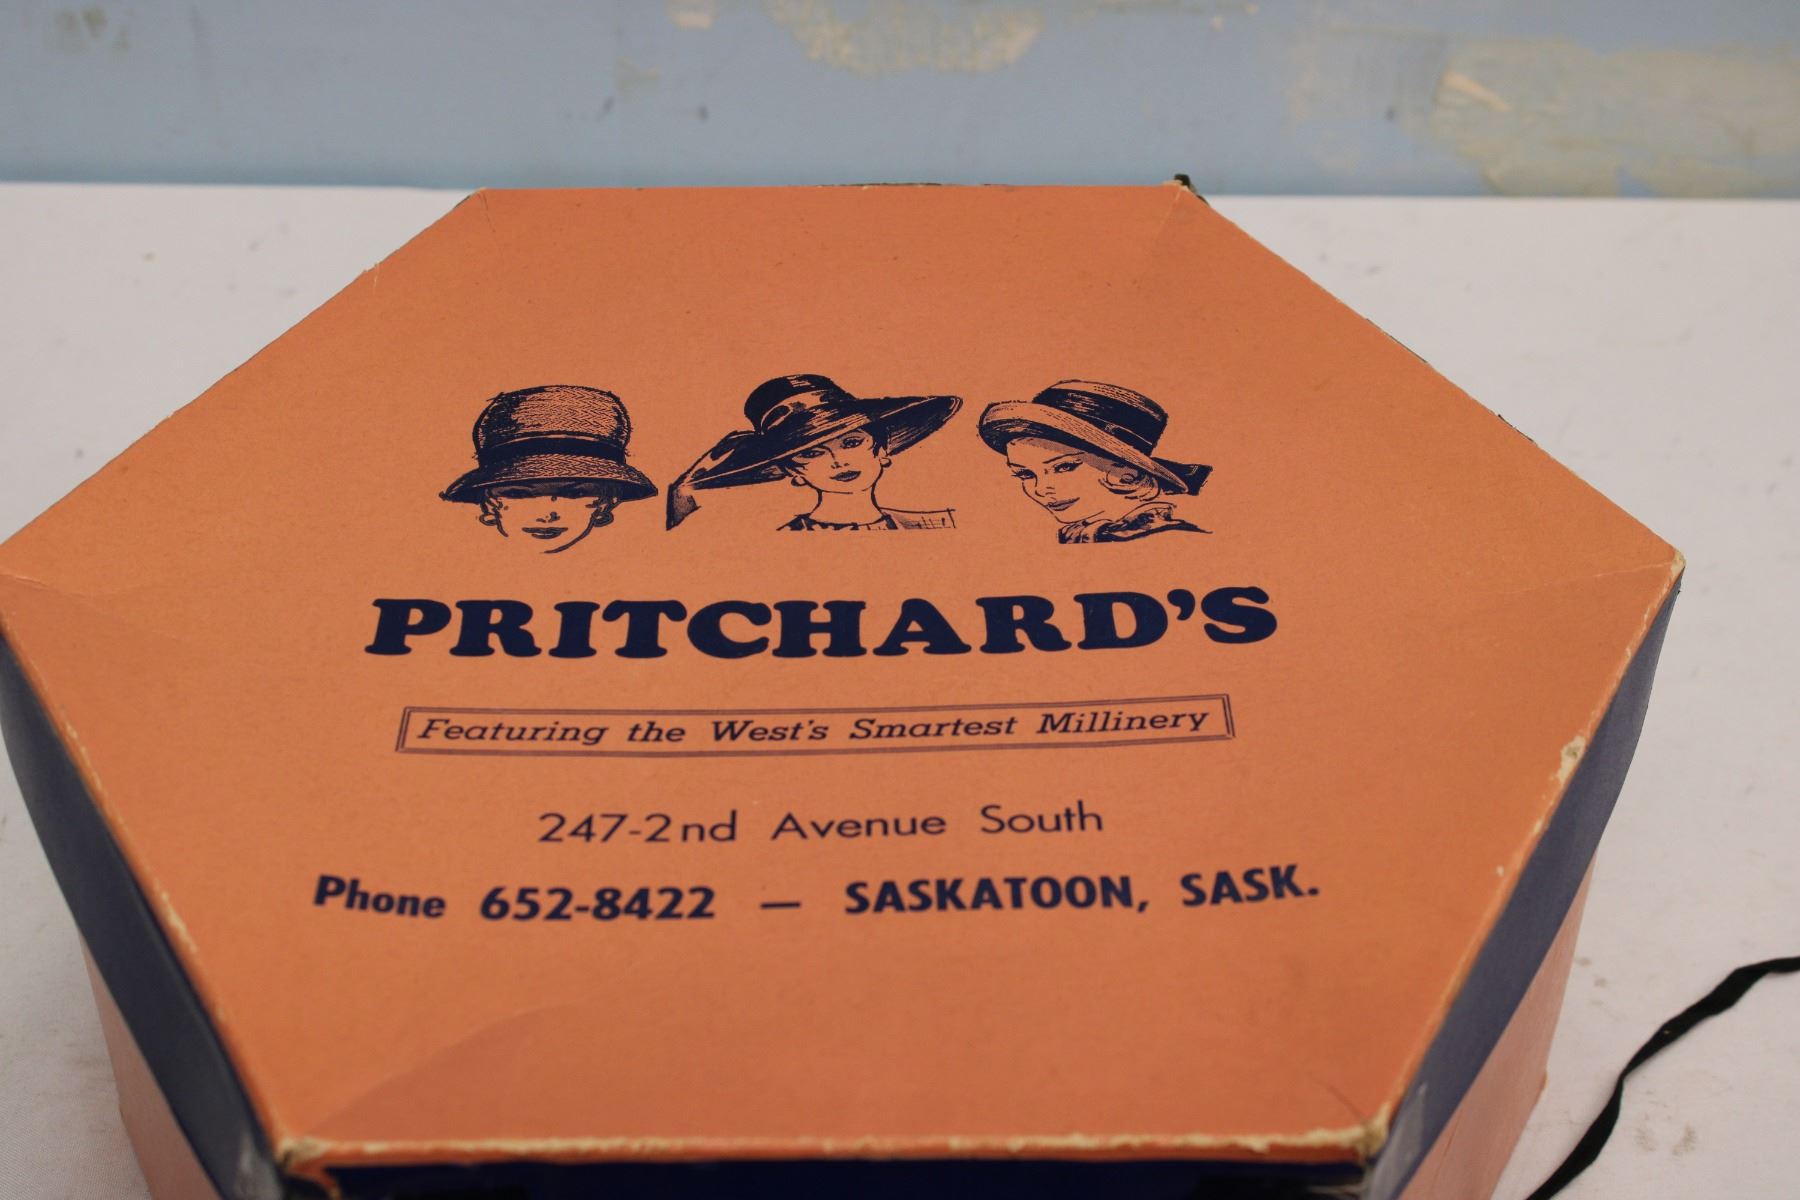 PRITCHARD'S
Featuring the West's Smartest Millinery
247-2nd Avenue South
Phone 652-8422 — SASKATOON, SASK.